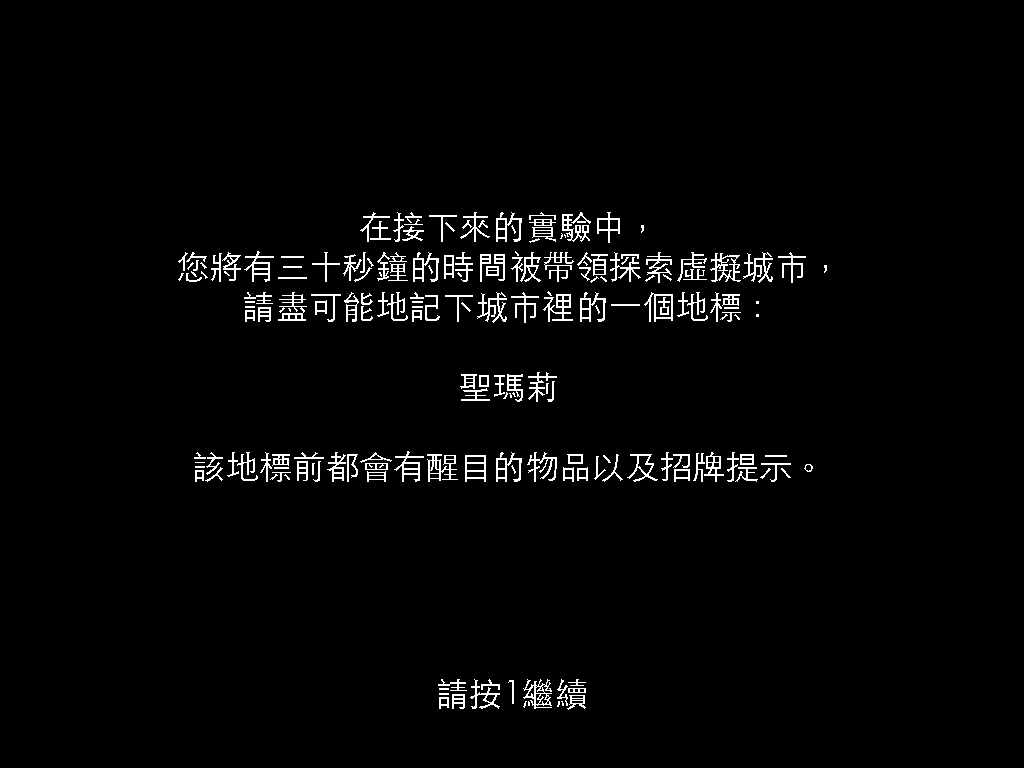 在接下來的實驗中，
您將有三十秒鐘的時間被帶領探索虛擬城市，
請盡可能地記下城市裡的一個地標：
聖瑪莉
該地標前都會有醒目的物品以及招牌提示。
請按1繼續